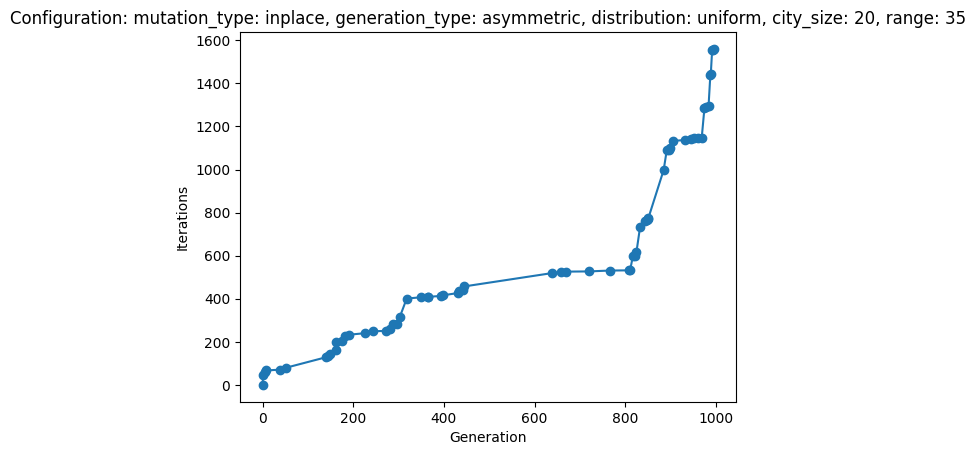 Configuration: mutation_type: inplace, generation_type: asymmetric, distribution: uniform, city_size: 20, range: 35
1600
1400
1200
1000
800
600
400
200
0
Iterations
0 200 400 600 800 1000
Generation